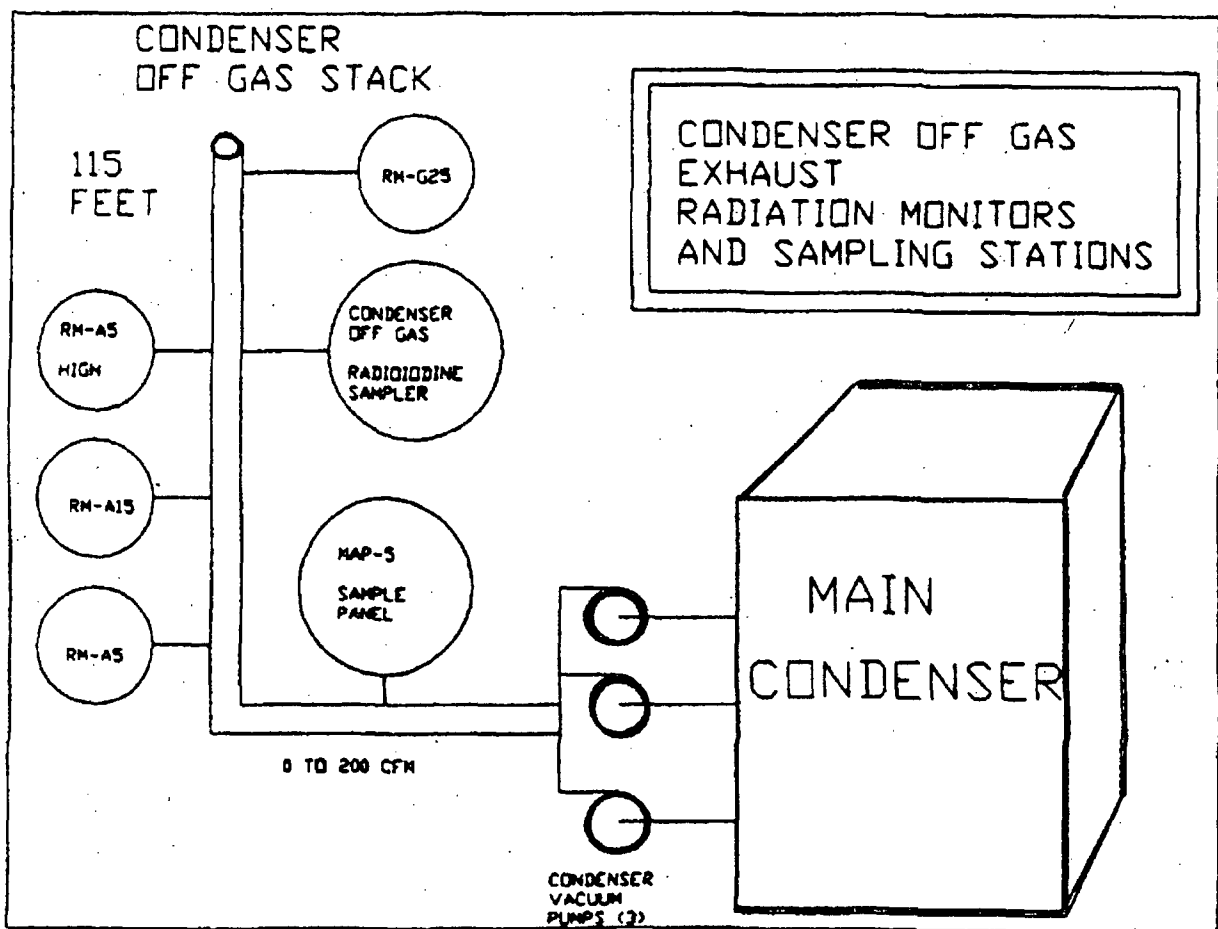 CONDENSER
OFF GAS STACK
115
FEET
RM-G25
CONDENSER OFF GAS
EXHAUST
RADIATION MONITORS
AND SAMPLING STATIONS
RM-A5
HIGH
CONDENSER
OFF GAS
RADIOIODINE
SAMPLER
RM-A15
MAP-5
SAMPLE
PANEL
RM-A5
MAIN
CONDENSER
0 TO 200 CFM
CONDENSER
VACUUM
PUMPS (3)